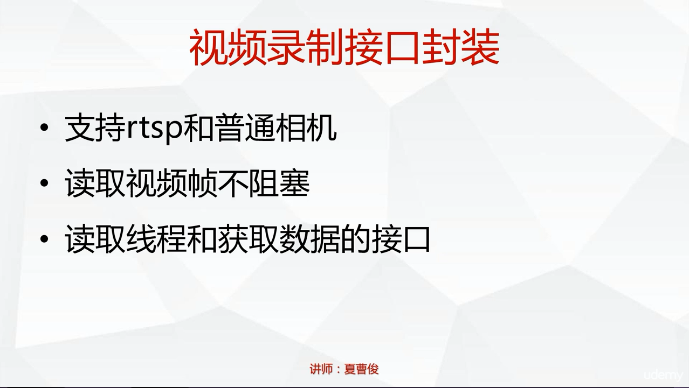 视频录制接口封装
• 支持rtsp和普通相机
• 读取视频帧不阻塞
• 读取线程和获取数据的接口
讲师：夏曹俊
udemy